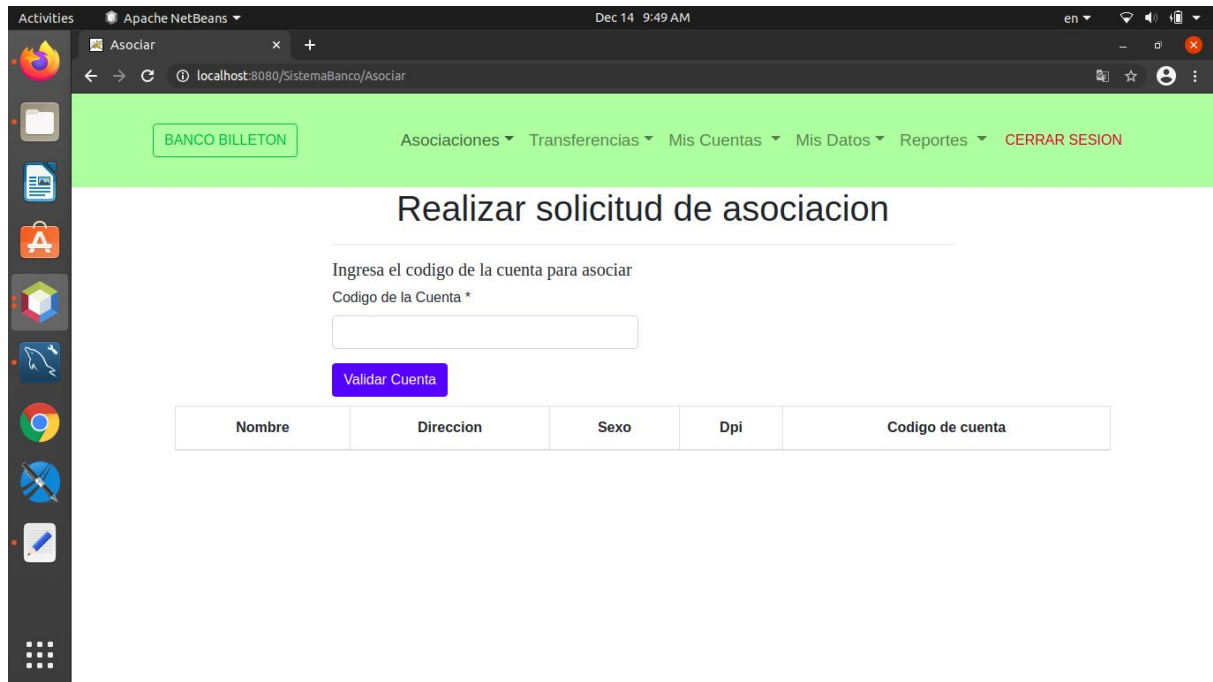 Activities Apache NetBeans Dec 14 9:49 AM en
Asociar × +
localhost:8080/SistemaBanco/Asociar
BANCO BILLETON Asociaciones Transferencias Mis Cuentas Mis Datos Reportes CERRAR SESION
Realizar solicitud de asociacion
Ingresa el codigo de la cuenta para asociar
Codigo de la Cuenta *
Validar Cuenta
Nombre Direccion Sexo Dpi Codigo de cuenta